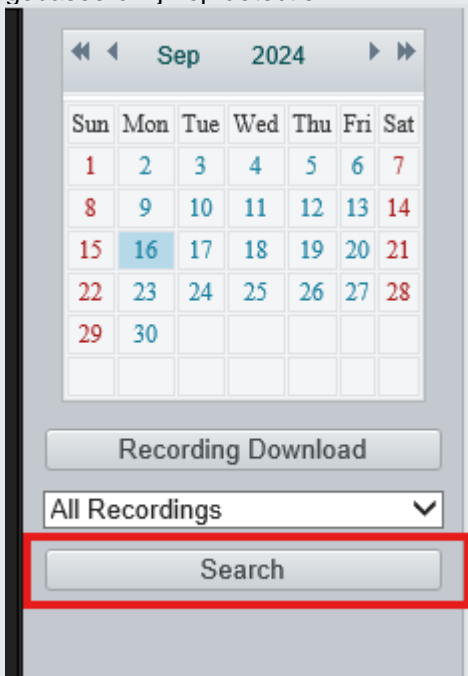 Sep 2024
Sun Mon Tue Wed Thu Fri Sat
1 2 3 4 5 6 7
8 9 10 11 12 13 14
15 16 17 18 19 20 21
22 23 24 25 26 27 28
29 30
Recording Download
All Recordings
Search